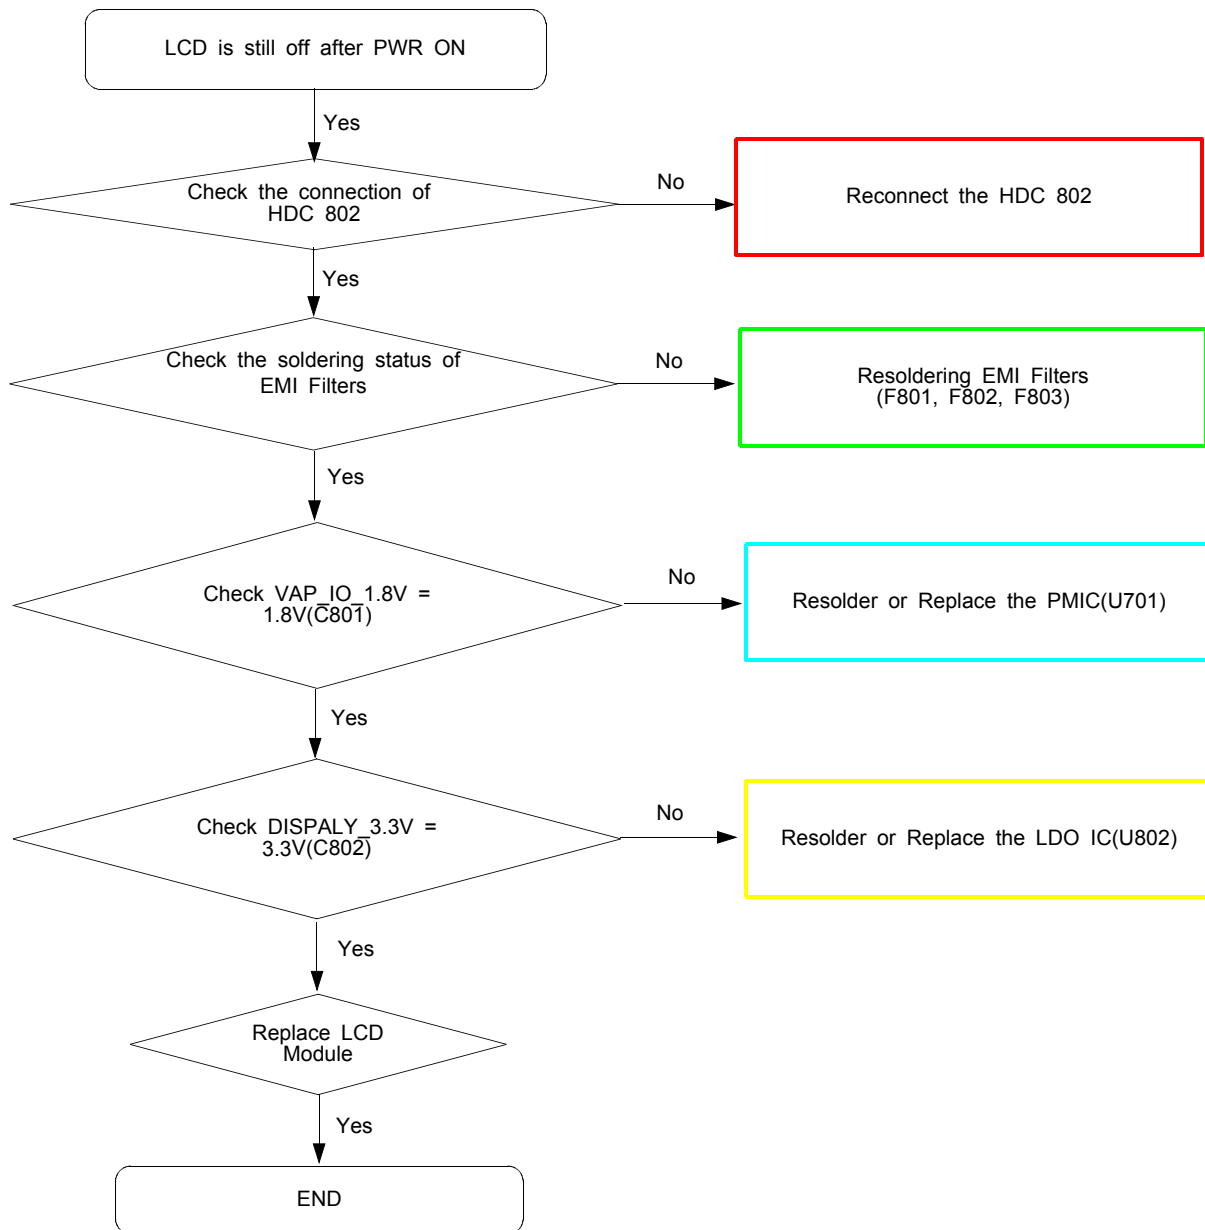 LCD is still off after PWR ON
Yes
Check the connection of
HDC 802
No
Reconnect the HDC 802
Yes
Check the soldering status of
EMI Filters
No
Resoldering EMI Filters
(F801, F802, F803)
Yes
Check VAP_IO_1.8V =
1.8V(C801)
No
Resolder or Replace the PMIC(U701)
Yes
Check DISPALY_3.3V =
3.3V(C802)
No
Resolder or Replace the LDO IC(U802)
Yes
Replace LCD
Module
Yes
END